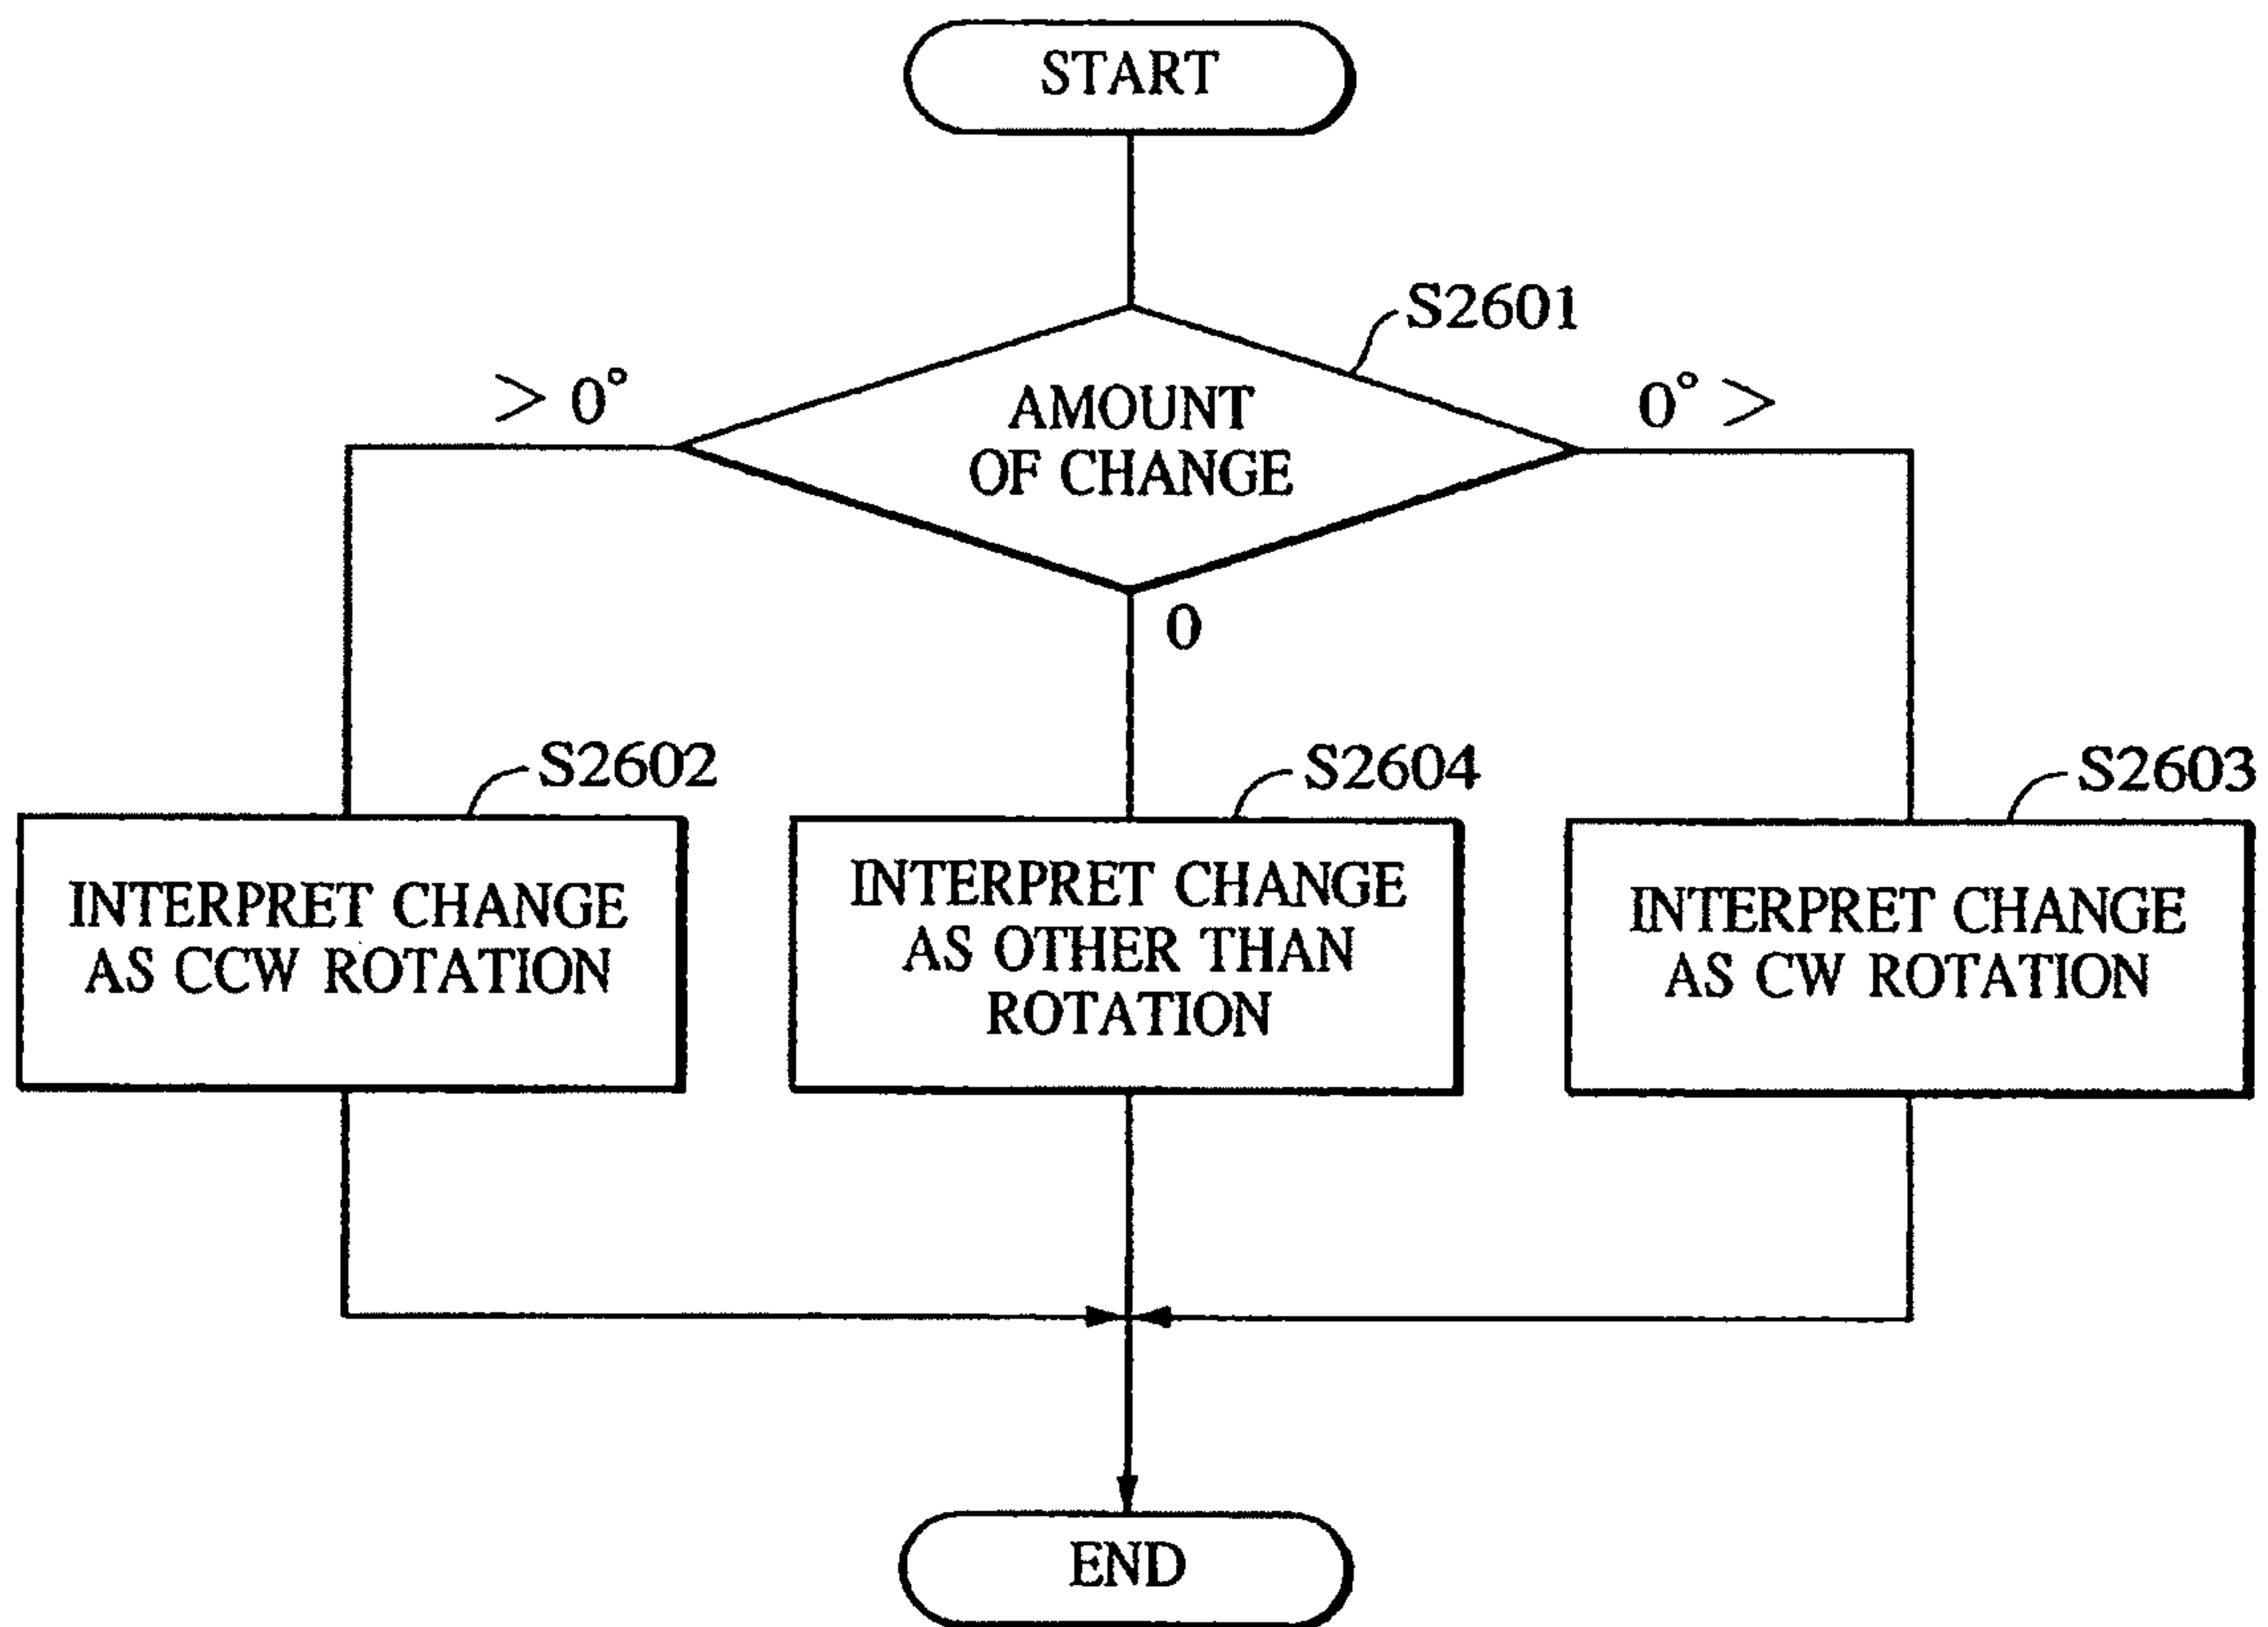 START
S2601
> 0°
AMOUNT
OF CHANGE
0° >
0
S2602
INTERPRET CHANGE
AS CCW ROTATION
S2604
INTERPRET CHANGE
AS OTHER THAN
ROTATION
S2603
INTERPRET CHANGE
AS CW ROTATION
END